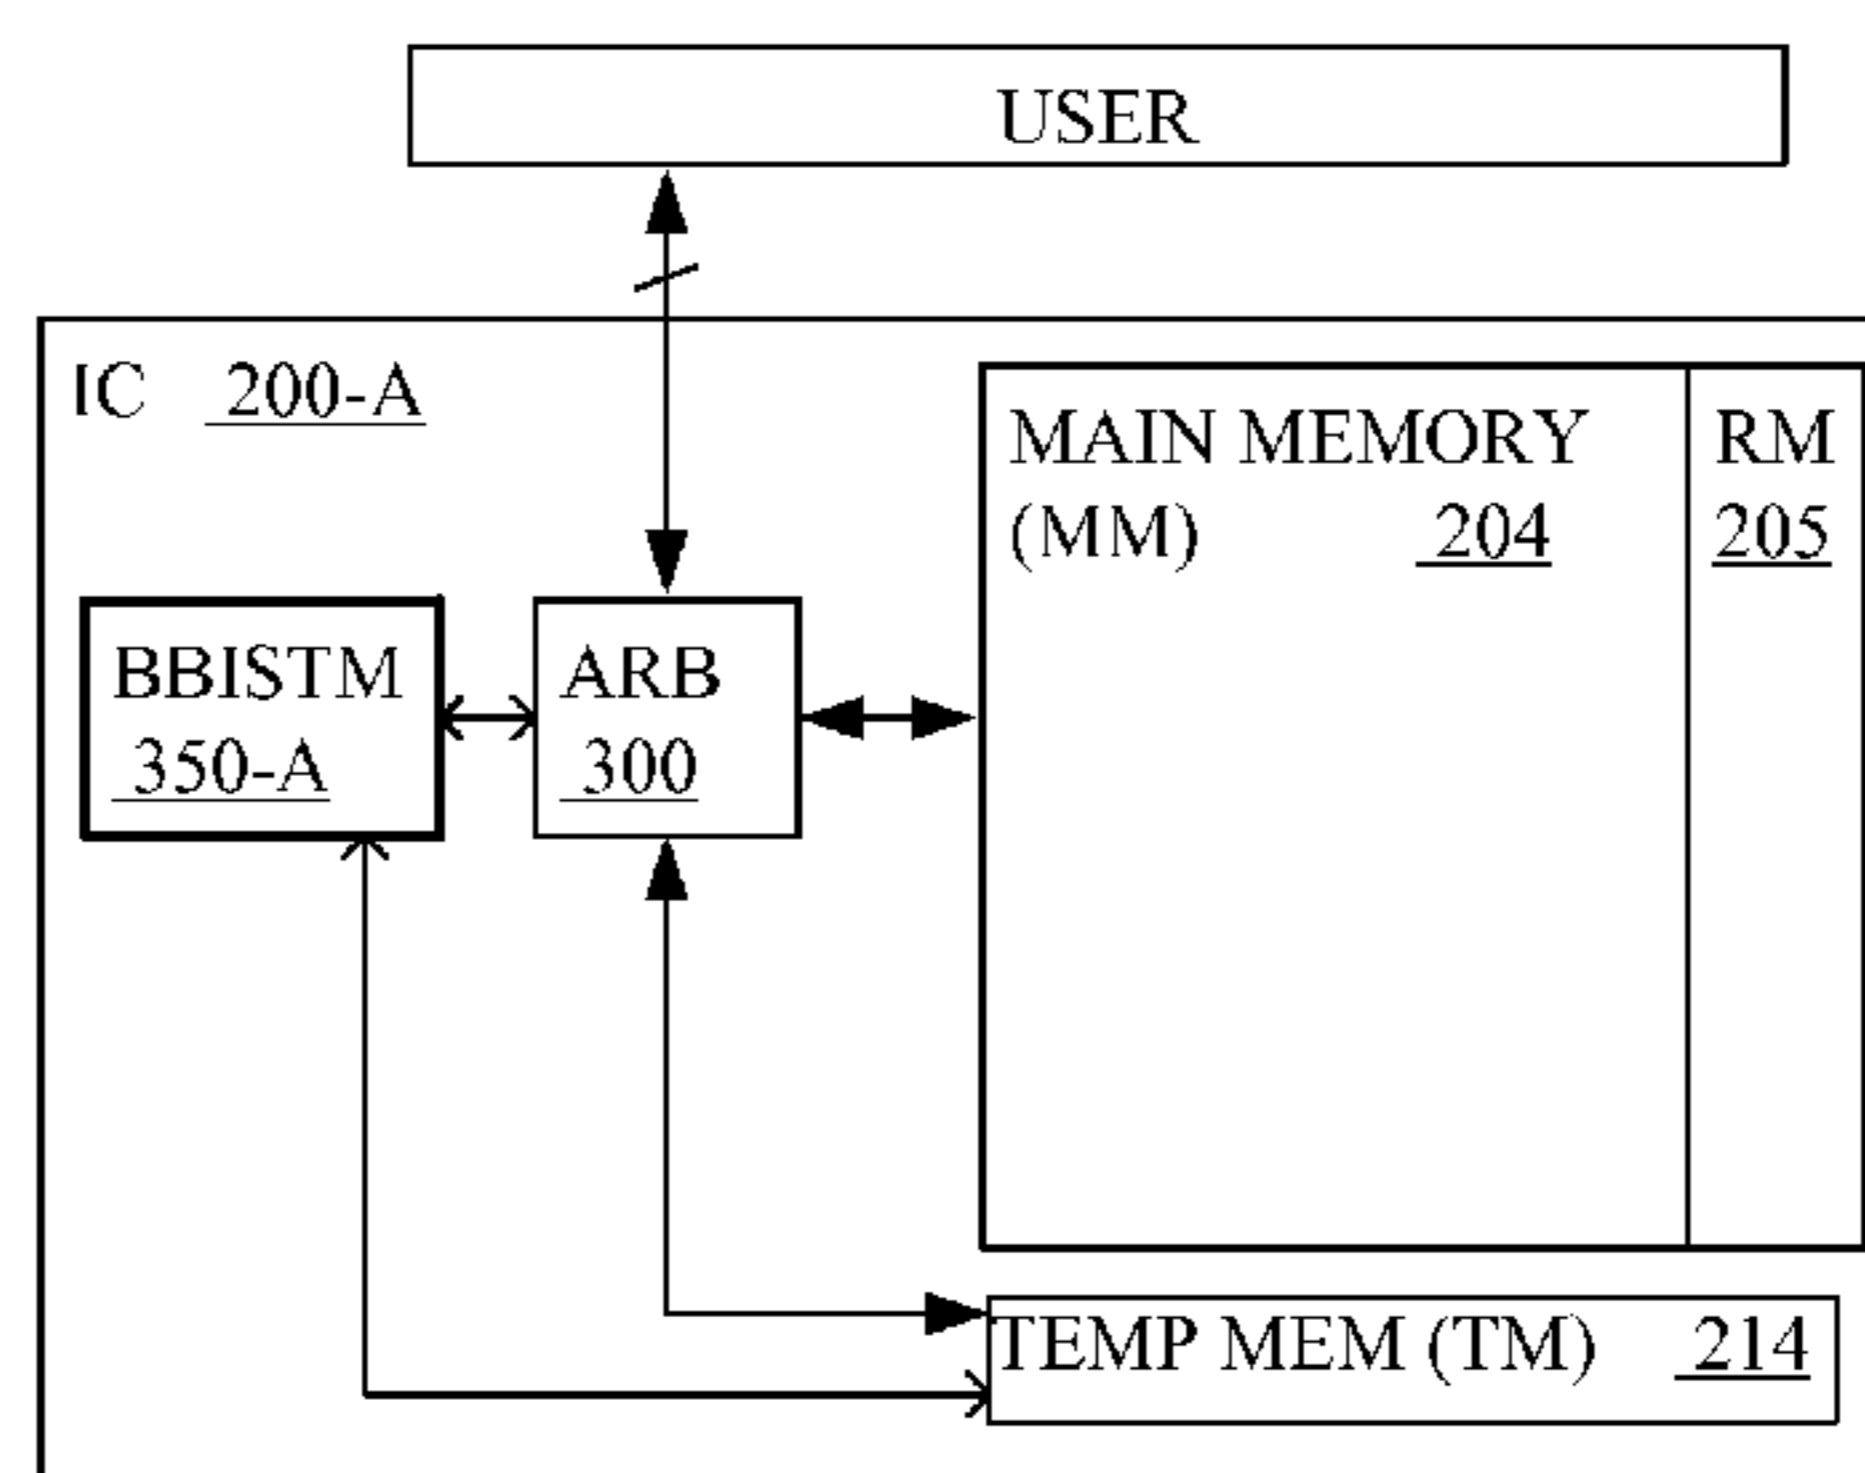 USER
IC 200-A
MAIN MEMORY
(MM) 204
RM
205
BBISTM
350-A
ARB
300
TEMP MEM (TM) 214